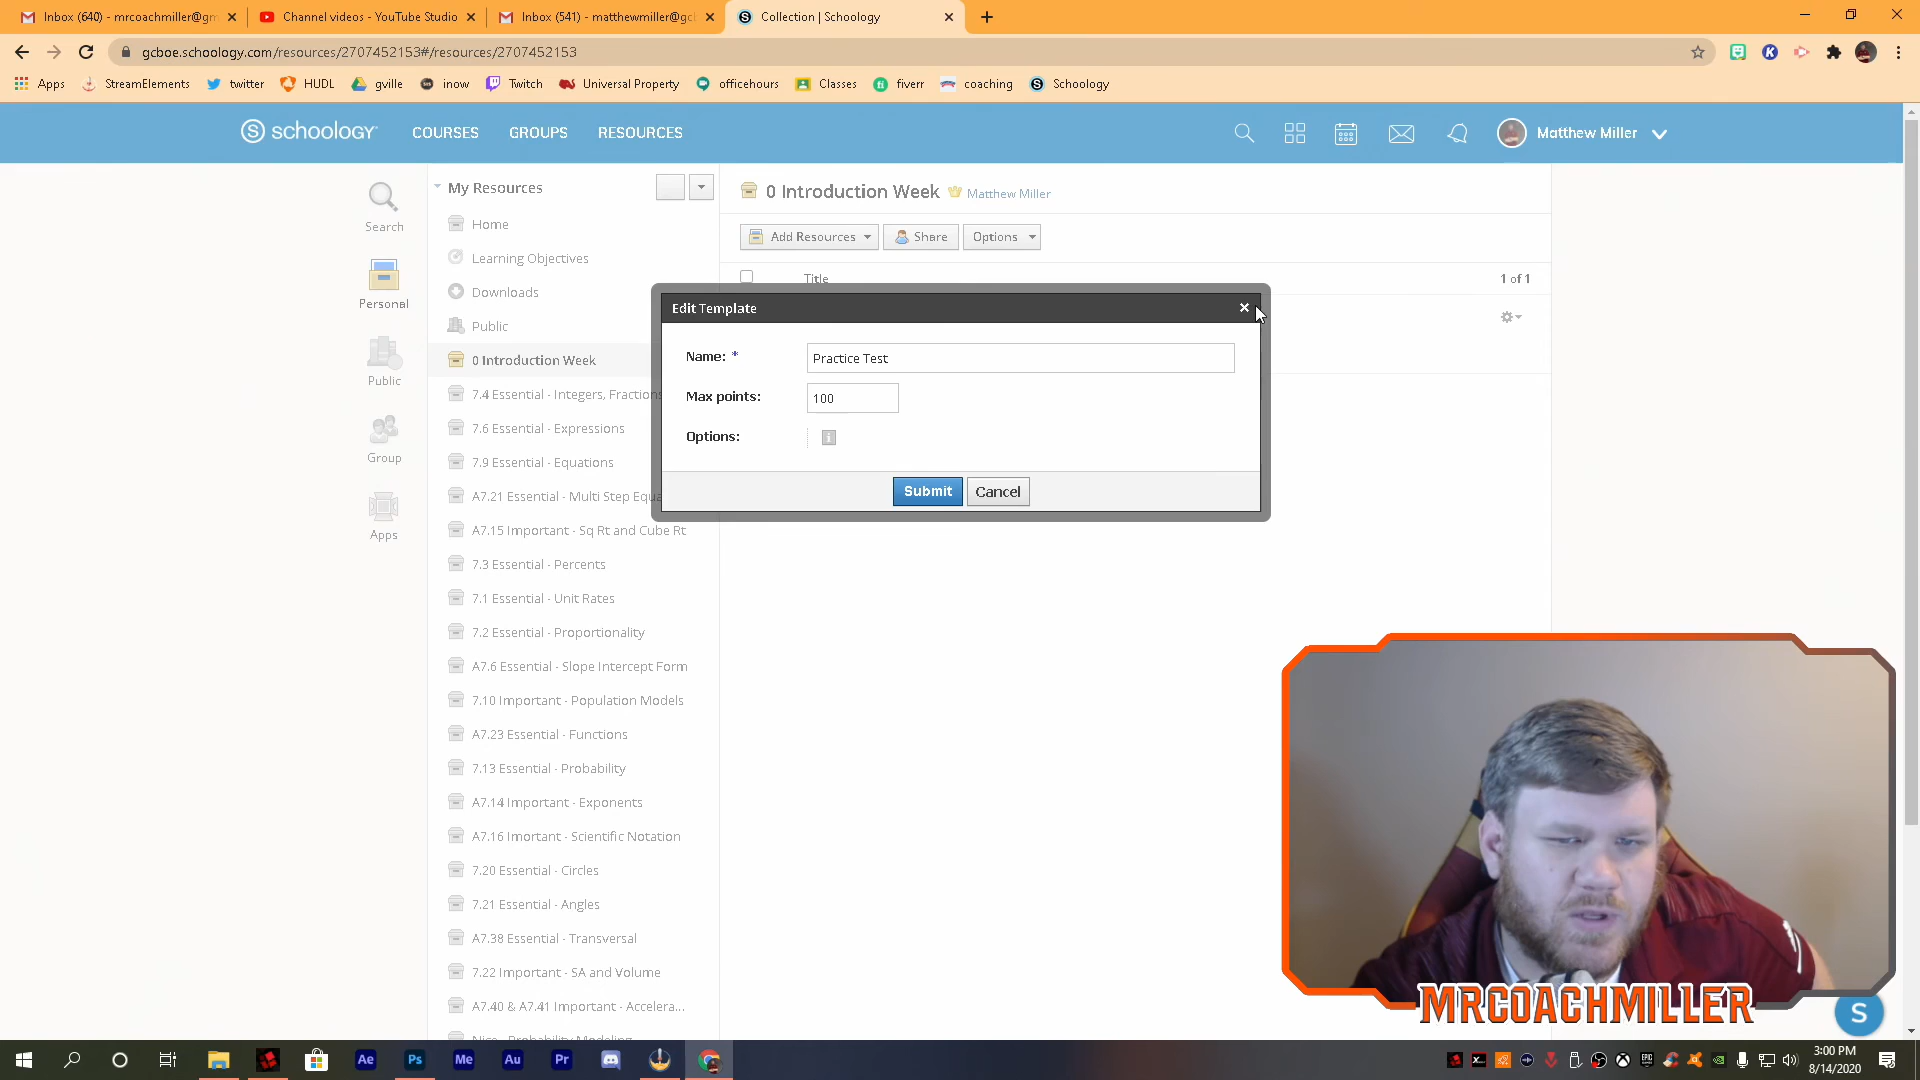 Inbox (640) - mrcoachmiller@gm
Channel videos - YouTube Studio
Inbox (541) - matthewmiller@gcl
Collection | Schoology
gcboe.schoology.com/resources/2707452153#/resources/2707452153
Apps
StreamElements
twitter
HUDL
gville
inow
Twitch
Universal Property
officehours
Classes
fiverr
coaching
Schoology
schoology
COURSES
GROUPS
RESOURCES
Matthew Miller
Search
Personal
Public
Group
Apps
My Resources
Home
Learning Objectives
Downloads
Public
0 Introduction Week
7.4 Essential - Integers, Fractions
7.6 Essential - Expressions
7.9 Essential - Equations
A7.21 Essential - Multi Step Equa
A7.15 Important - Sq Rt and Cube Rt
7.3 Essential - Percents
7.1 Essential - Unit Rates
7.2 Essential - Proportionality
A7.6 Essential - Slope Intercept Form
7.10 Important - Population Models
A7.23 Essential - Functions
7.13 Essential - Probability
A7.14 Important - Exponents
A7.16 Imortant - Scientific Notation
7.20 Essential - Circles
7.21 Essential - Angles
A7.38 Essential - Transversal
7.22 Important - SA and Volume
A7.40 & A7.41 Important - Accelera...
0 Introduction Week
Matthew Miller
Add Resources
Share
Options
Title
1 of 1
Edit Template
Name: *
Practice Test
Max points:
100
Options:
Submit
Cancel
MRCOACHMILLER
S
Ae
Ps
Me
Au
Pr
3:00 PM
8/14/2020